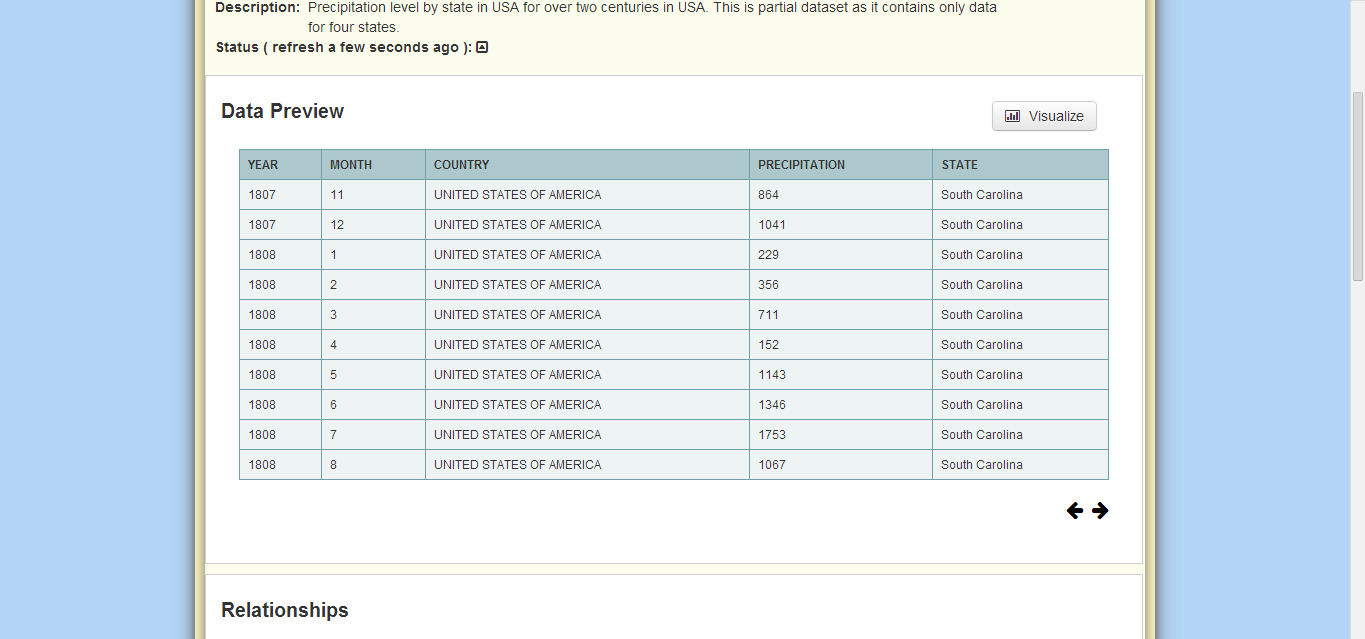 Description: Precipitation level by state in USA for over two centuries in USA. This is partial dataset as it contains only data
for four states.
Status ( refresh a few seconds ago ):
Data Preview
Visualize
YEAR MONTH COUNTRY PRECIPITATION STATE
1807 11 UNITED STATES OF AMERICA 864 South Carolina
1807 12 UNITED STATES OF AMERICA 1041 South Carolina
1808 1 UNITED STATES OF AMERICA 229 South Carolina
1808 2 UNITED STATES OF AMERICA 356 South Carolina
1808 3 UNITED STATES OF AMERICA 711 South Carolina
1808 4 UNITED STATES OF AMERICA 152 South Carolina
1808 5 UNITED STATES OF AMERICA 1143 South Carolina
1808 6 UNITED STATES OF AMERICA 1346 South Carolina
1808 7 UNITED STATES OF AMERICA 1753 South Carolina
1808 8 UNITED STATES OF AMERICA 1067 South Carolina
Relationships